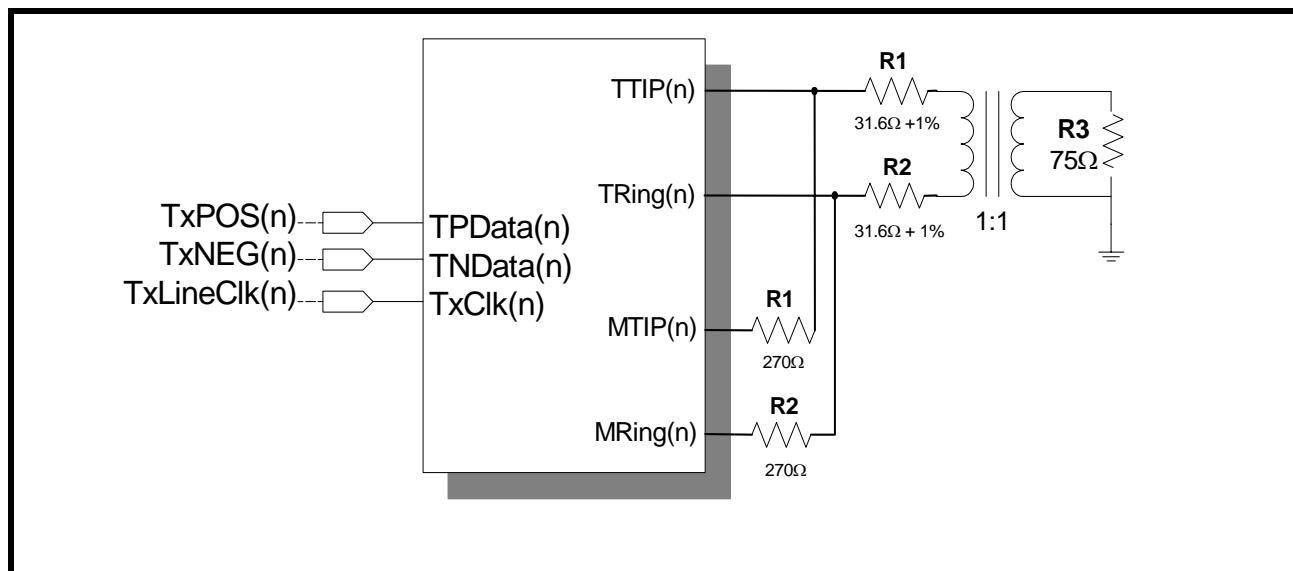 TTIP(n)
R1
31.6Ω +1%
R3
75Ω
R2
TRing(n)
31.6Ω + 1%
1:1
TxPOS(n)
TPData(n)
TxNEG(n)
TNData(n)
TxLineClk(n)
TxClk(n)
R1
MTIP(n)
270Ω
R2
MRing(n)
270Ω